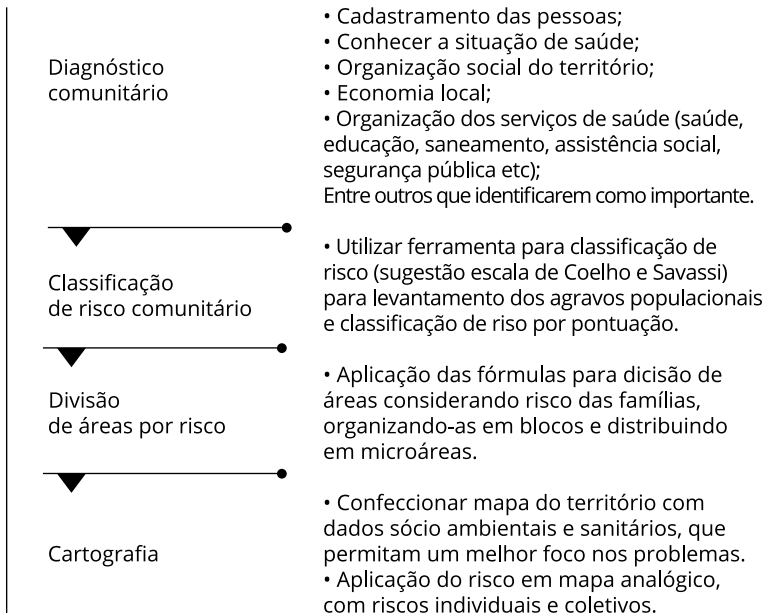 Diagnóstico
comunitário
• Cadastramento das pessoas;
• Conhecer a situação de saúde;
• Organização social do território;
• Economia local;
• Organização dos serviços de saúde (saúde,
educação, saneamento, assistência social,
segurança pública etc);
Entre outros que identificarem como importante.
Classificação
de risco comunitário
• Utilizar ferramenta para classificação de
risco (sugestão escala de Coelho e Savassi)
para levantamento dos agravos populacionais
e classificação de riso por pontuação.
Divisão
de áreas por risco
• Aplicação das fórmulas para dicisão de
áreas considerando risco das famílias,
organizando-as em blocos e distribuindo
em microáreas.
Cartografia
• Confeccionar mapa do território com
dados sócio ambientais e sanitários, que
permitam um melhor foco nos problemas.
• Aplicação do risco em mapa analógico,
com riscos individuais e coletivos.